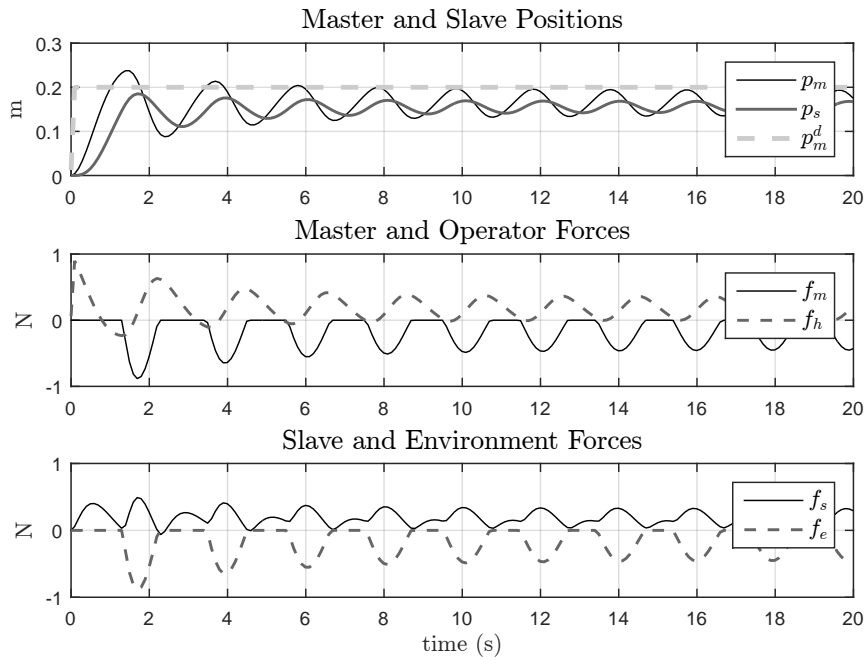 Master and Slave Positions
0.3
0.2
0.1
0
m
p_m
p_s
p_m^d
0 2 4 6 8 10 12 14 16 18 20
Master and Operator Forces
1
0
-1
N
f_m
f_h
0 2 4 6 8 10 12 14 16 18 20
Slave and Environment Forces
1
0
-1
N
f_s
f_e
0 2 4 6 8 10 12 14 16 18 20
time (s)